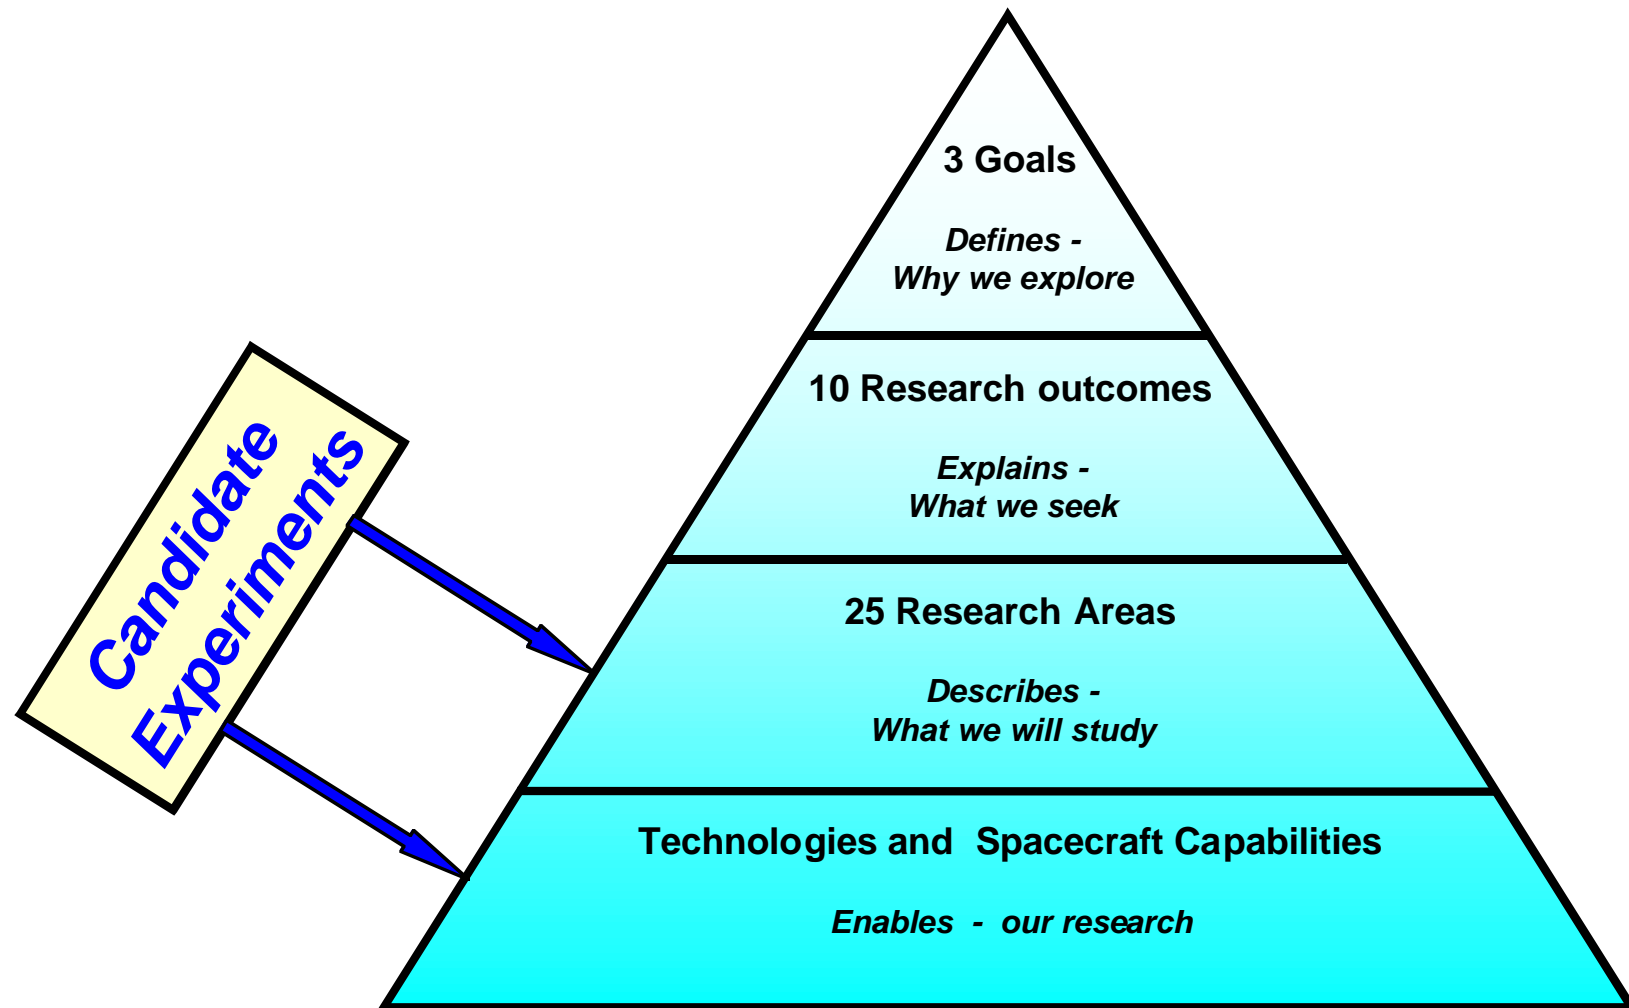 3 Goals
Defines -
Why we explore
10 Research outcomes
Explains -
What we seek
25 Research Areas
Describes -
What we will study
Technologies and  Spacecraft Capabilities
Enables  -  our research
Candidate
Experiments